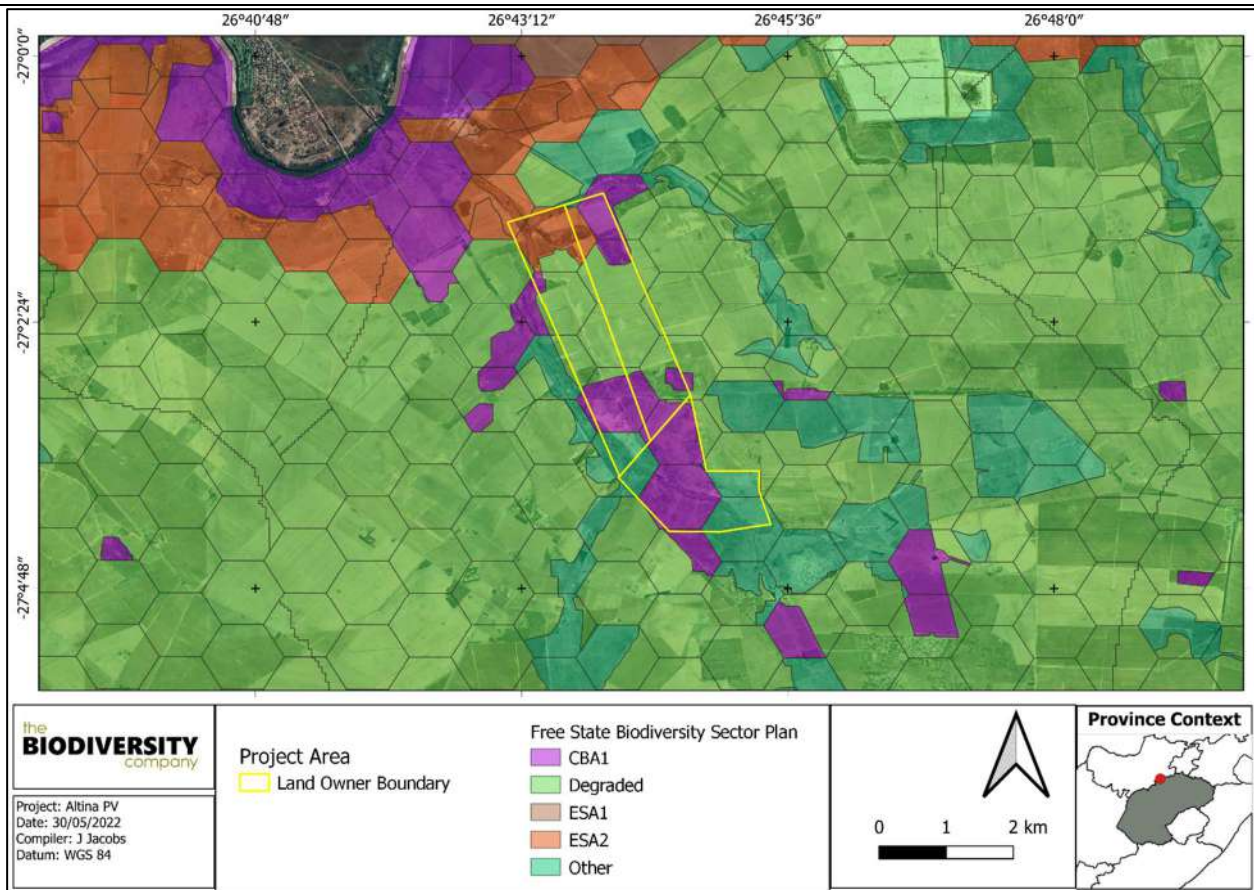 26°40'48" 26°43'12" 26°45'36" 26°48'0"
-27°0'0"
-27°2'24"
-27°4'48"
the
BIODIVERSITY
company
Project: Altina PV
Date: 30/05/2022
Compiler: J Jacobs
Datum: WGS 84
Project Area
Land Owner Boundary
Free State Biodiversity Sector Plan
CBA1
Degraded
ESA1
ESA2
Other
0 1 2 km
Province Context